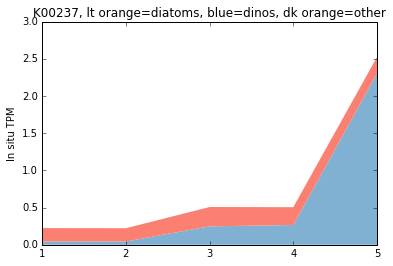 K00237, lt orange=diatoms, blue=dinos, dk orange=other
3.0
2.5
2.0
1.5
1.0
0.5
0.0
In situ TPM
1 2 3 4 5